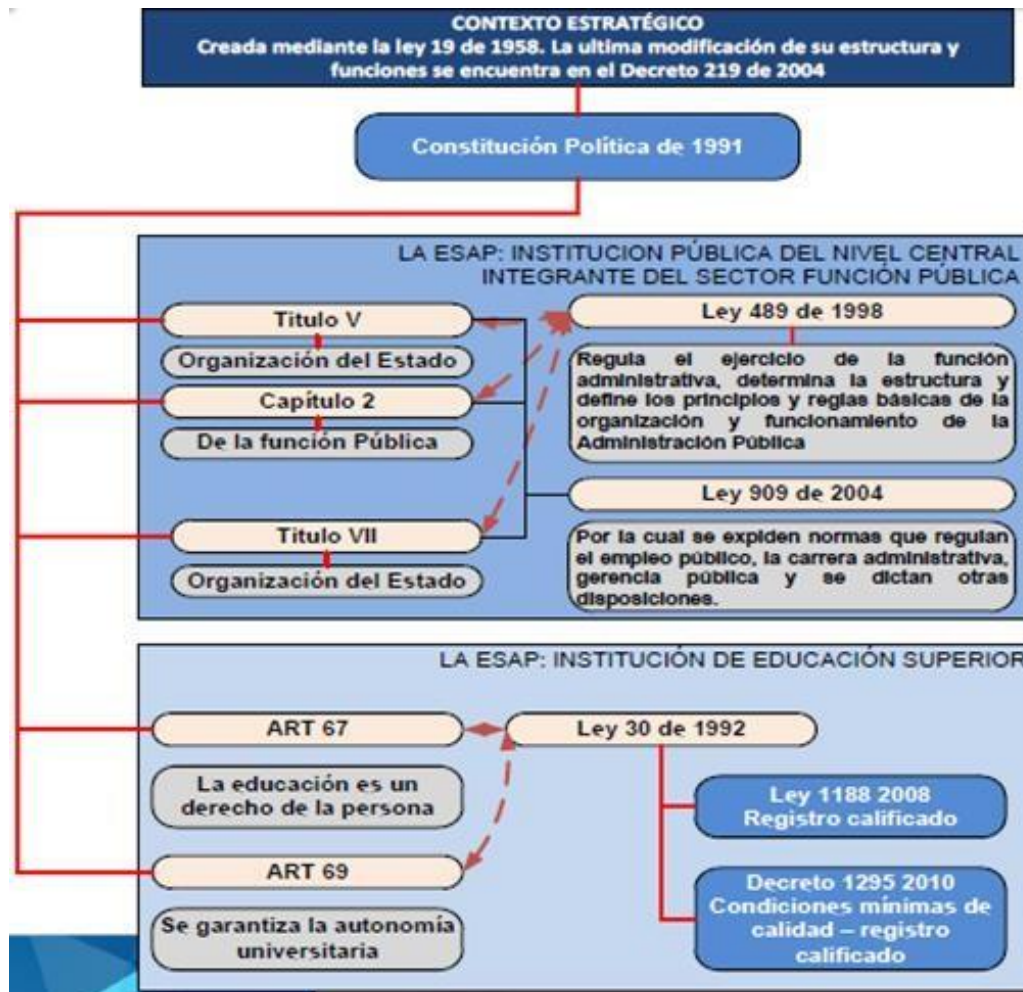 CONTEXTO ESTRATÉGICO
Creada mediante la ley 19 de 1958. La ultima modificación de su estructura y
funciones se encuentra en el Decreto 219 de 2004
Constitución Política de 1991
LA ESAP: INSTITUCION PÚBLICA DEL NIVEL CENTRAL
INTEGRANTE DEL SECTOR FUNCIÓN PÚBLICA
Titulo V
Organización del Estado
Capítulo 2
De la función Pública
Titulo VII
Organización del Estado
Ley 489 de 1998
Regula el ejercicio de la función
administrativa, determina la estructura y
define los principios y reglas básicas de la
organización y funcionamiento de la
Administración Pública
Ley 909 de 2004
Por la cual se expiden normas que regulan
el empleo público, la carrera administrativa,
gerencia pública y se dictan otras
disposiciones.
LA ESAP: INSTITUCIÓN DE EDUCACIÓN SUPERIOR
ART 67
La educación es un
derecho de la persona
ART 69
Se garantiza la autonomía
universitaria
Ley 30 de 1992
Ley 1188 2008
Registro calificado
Decreto 1295 2010
Condiciones mínimas de
calidad – registro
calificado